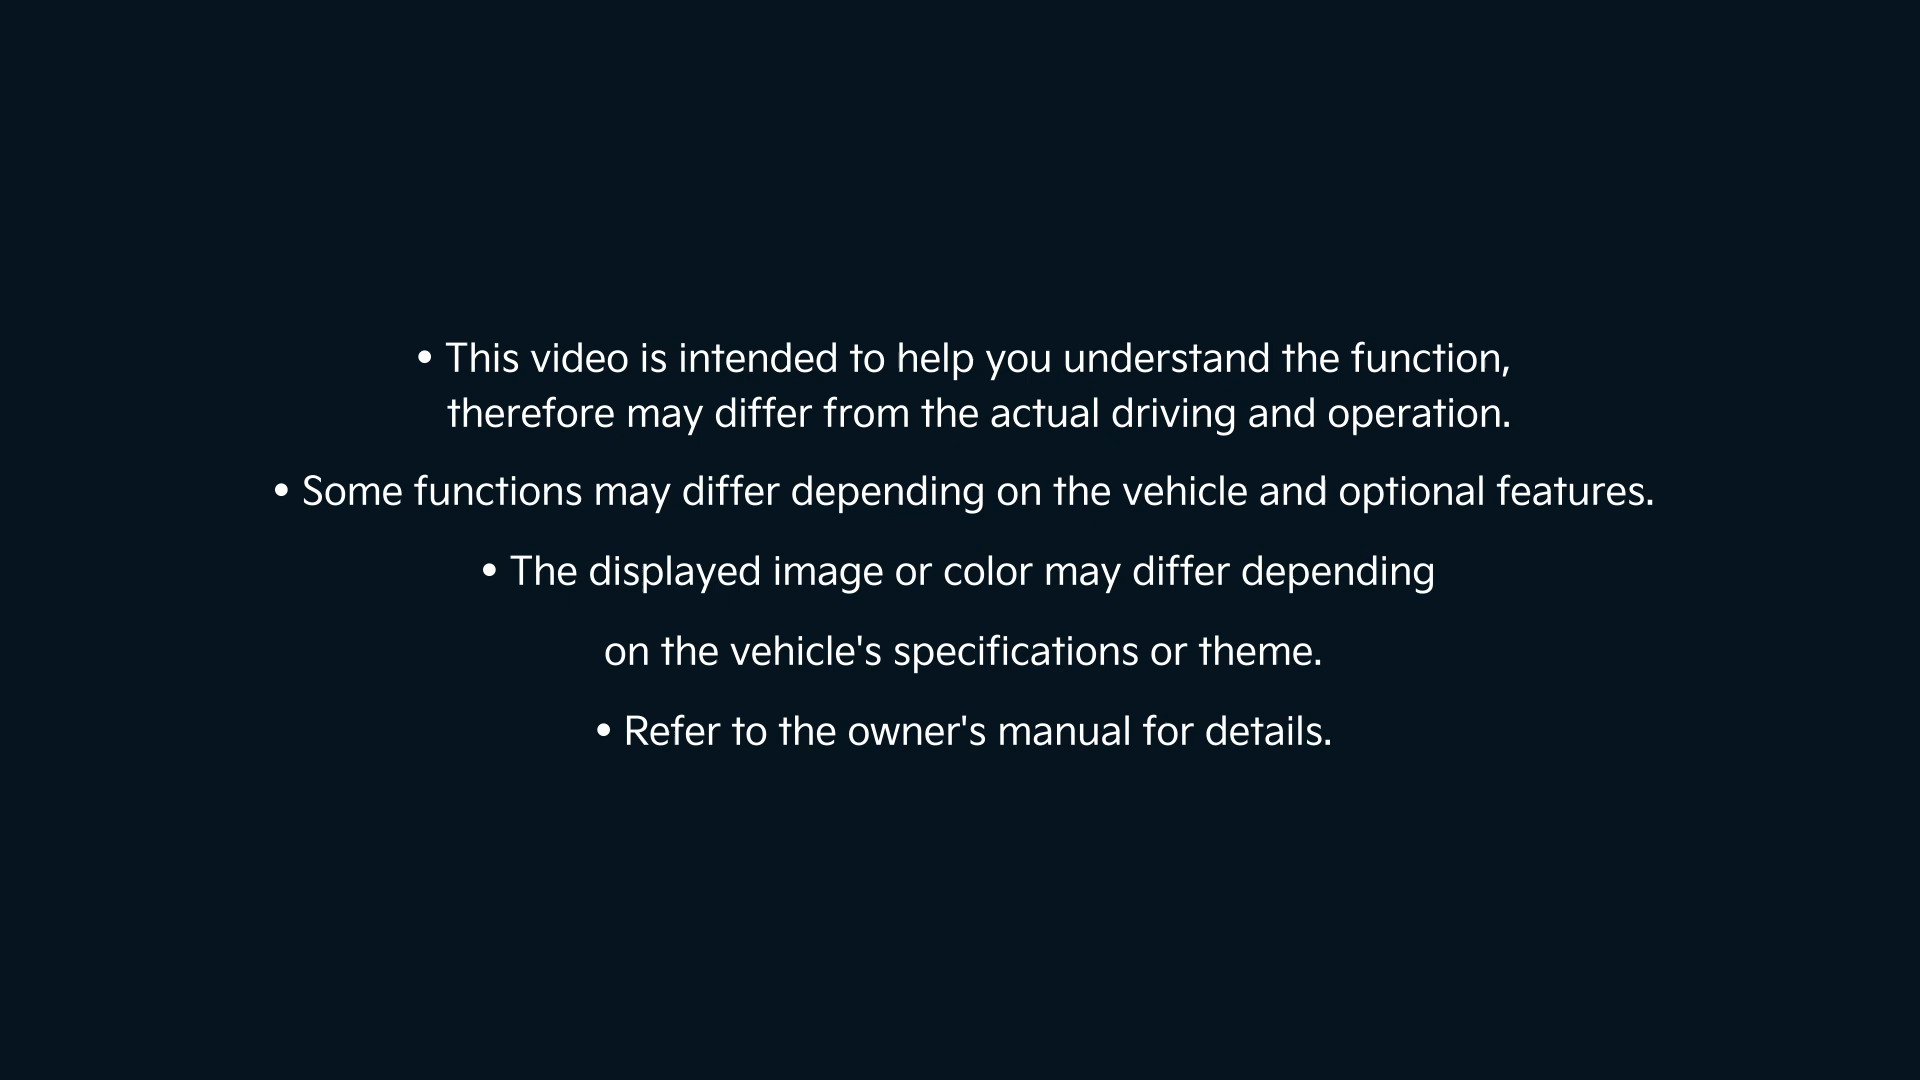 • This video is intended to help you understand the function,
therefore may differ from the actual driving and operation.
• Some functions may differ depending on the vehicle and optional features.
• The displayed image or color may differ depending
on the vehicle's specifications or theme.
• Refer to the owner's manual for details.